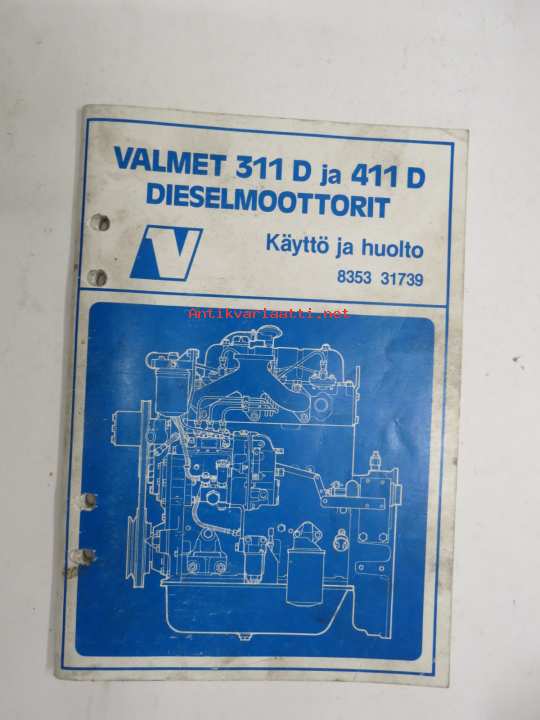 VALMET 311 D ja 411 D
DIESELMOOTTORIT
V
Käyttö ja huolto
8353 31739
Antikvariaatti.net